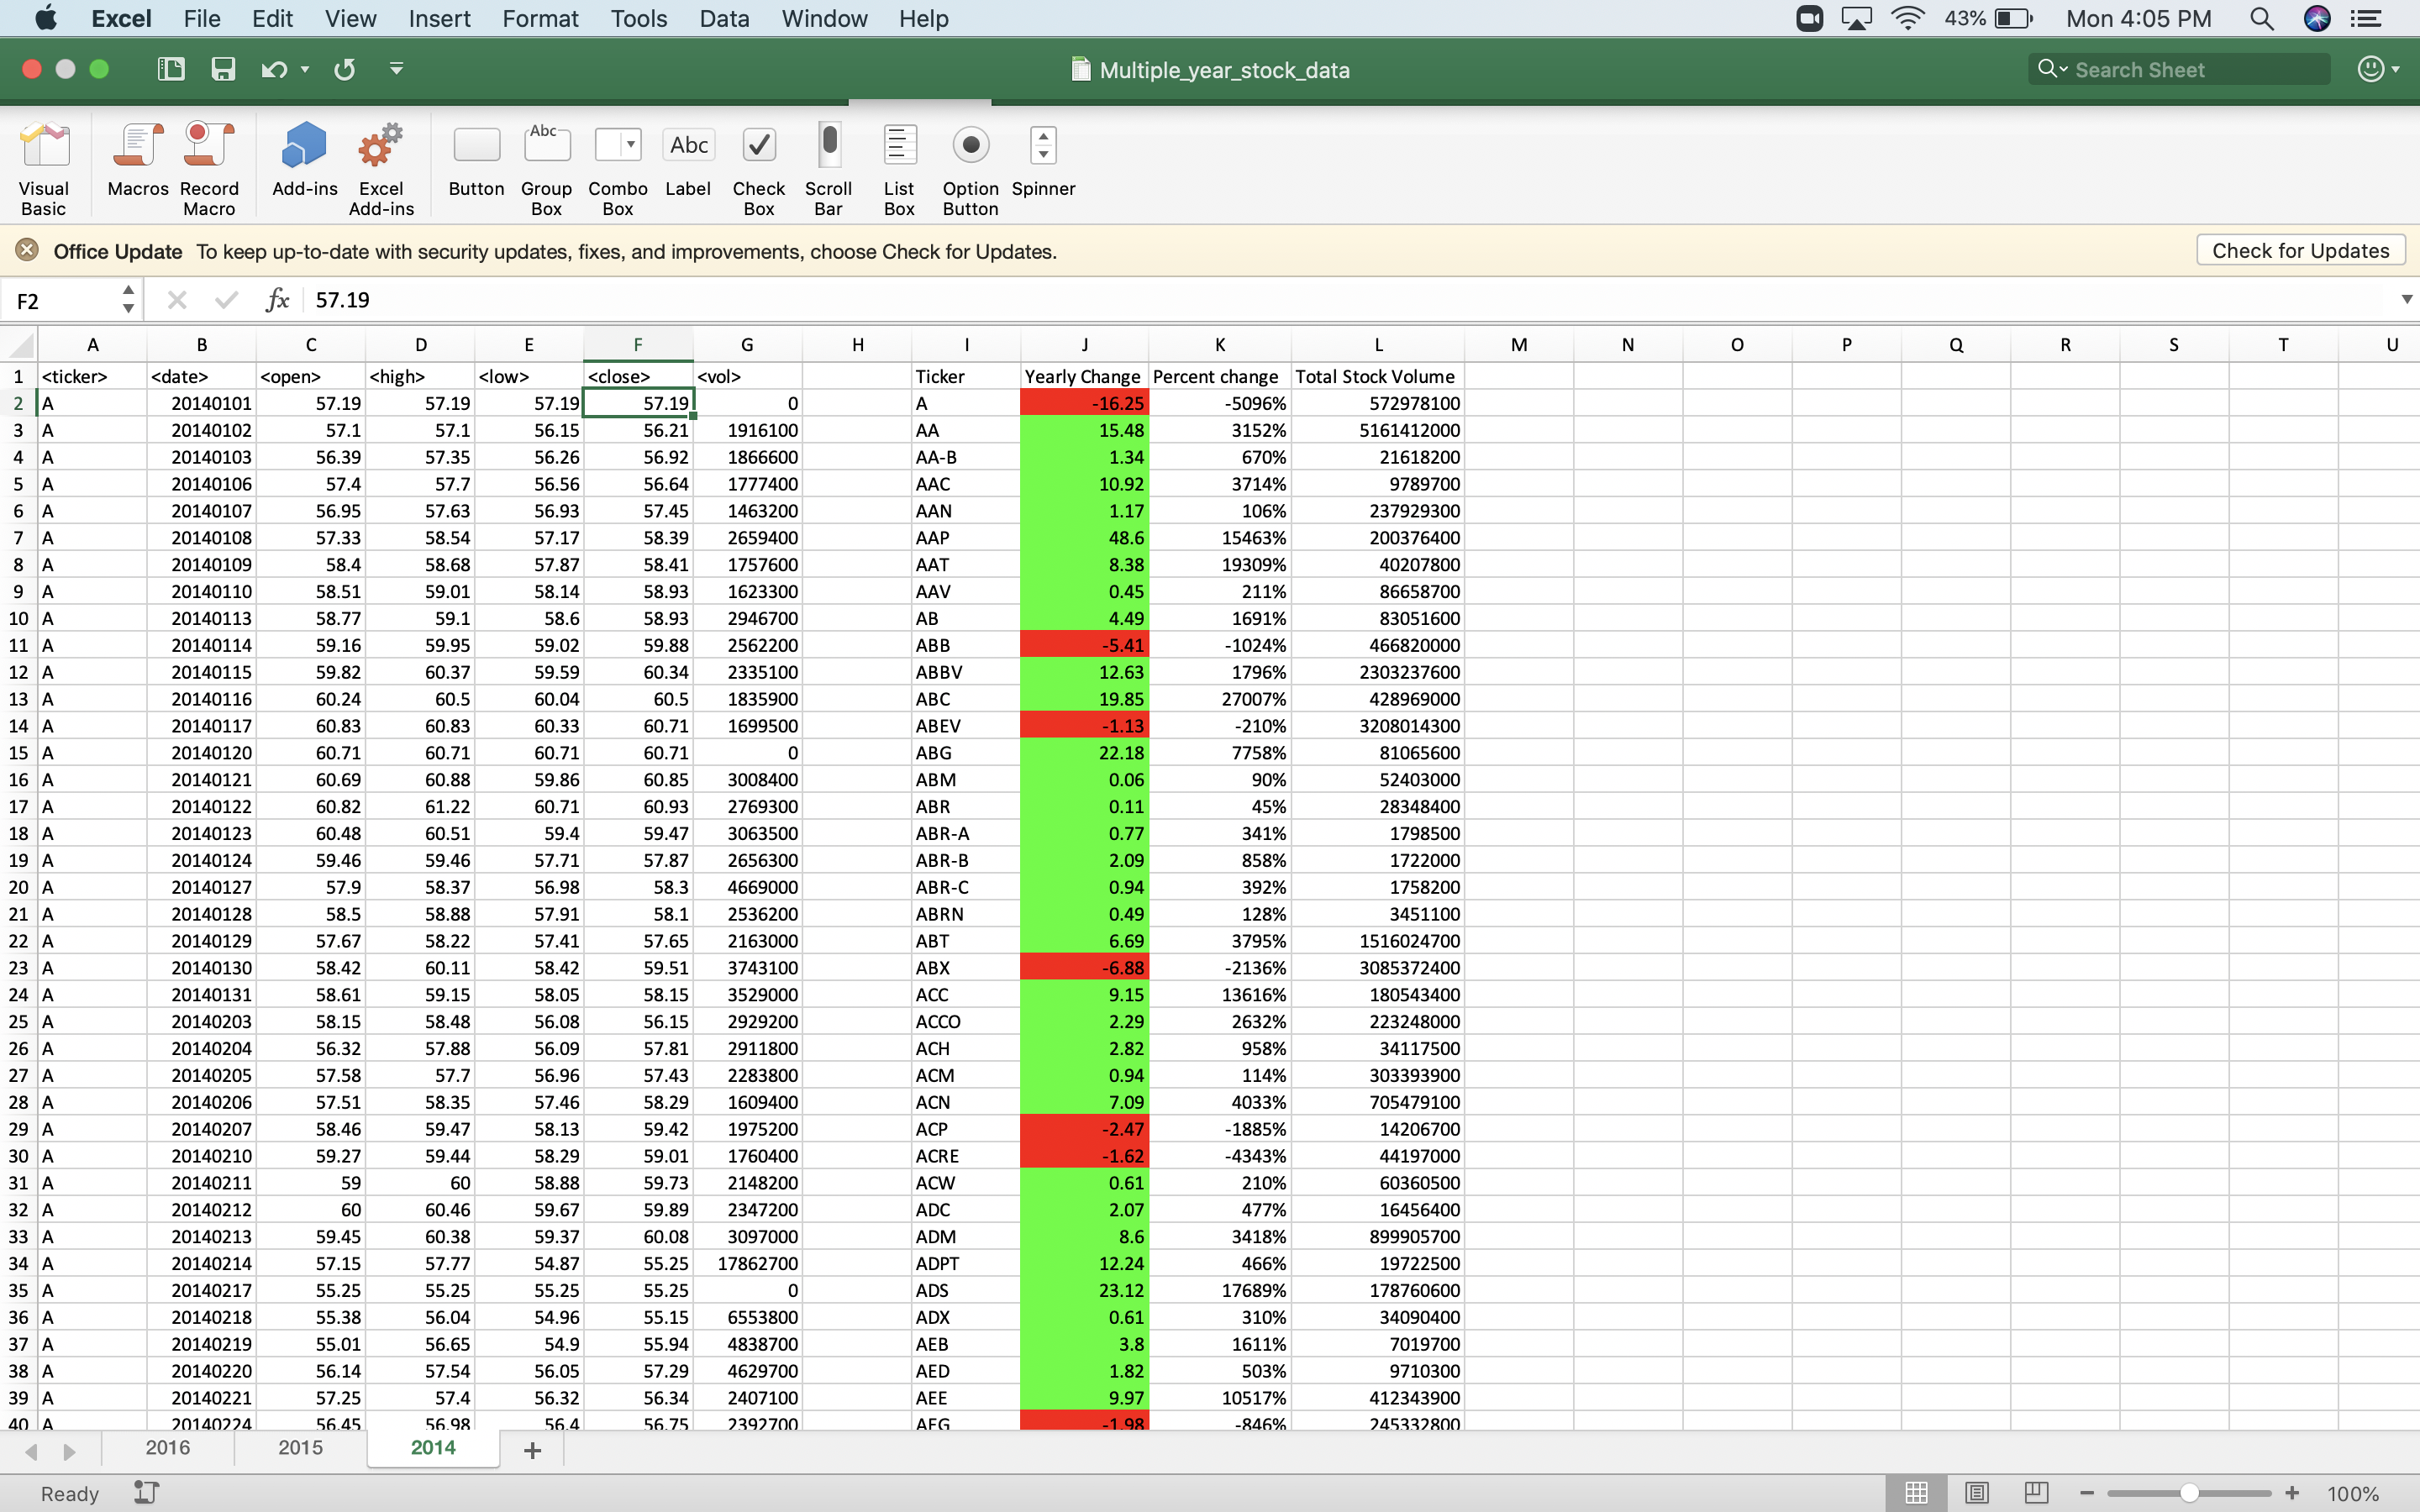 Excel File Edit View Insert Format Tools Data Window Help 43% Mon 4:05 PM
Multiple_year_stock_data Search Sheet
Visual Basic Macros Record Macro Add-ins Excel Add-ins Button Group Box Combo Box Label Check Box Scroll Bar List Box Option Button Spinner
Abc Abc
Office Update To keep up-to-date with security updates, fixes, and improvements, choose Check for Updates. Check for Updates
F2 fx 57.19
A B C D E F G H I J K L M N O P Q R S T U
1 <ticker> <date> <open> <high> <low> <close> <vol> Ticker Yearly Change Percent change Total Stock Volume
2 A 20140101 57.19 57.19 57.19 57.19 0 A -16.25 -5096% 572978100
3 A 20140102 57.1 57.1 56.15 56.21 1916100 AA 15.48 3152% 5161412000
4 A 20140103 56.39 57.35 56.26 56.92 1866600 AA-B 1.34 670% 21618200
5 A 20140106 57.4 57.7 56.56 56.64 1777400 AAC 10.92 3714% 9789700
6 A 20140107 56.95 57.63 56.93 57.45 1463200 AAN 1.17 106% 237929300
7 A 20140108 57.33 58.54 57.17 58.39 2659400 AAP 48.6 15463% 200376400
8 A 20140109 58.4 58.68 57.87 58.41 1757600 AAT 8.38 19309% 40207800
9 A 20140110 58.51 59.01 58.14 58.93 1623300 AAV 0.45 211% 86658700
10 A 20140113 58.77 59.1 58.6 58.93 2946700 AB 4.49 1691% 83051600
11 A 20140114 59.16 59.95 59.02 59.88 2562200 ABB -5.41 -1024% 466820000
12 A 20140115 59.82 60.37 59.59 60.34 2335100 ABBV 12.63 1796% 2303237600
13 A 20140116 60.24 60.5 60.04 60.5 1835900 ABC 19.85 27007% 428969000
14 A 20140117 60.83 60.83 60.33 60.71 1699500 ABEV -1.13 -210% 3208014300
15 A 20140120 60.71 60.71 60.71 60.71 0 ABG 22.18 7758% 81065600
16 A 20140121 60.69 60.88 59.86 60.85 3008400 ABM 0.06 90% 52403000
17 A 20140122 60.82 61.22 60.71 60.93 2769300 ABR 0.11 45% 28348400
18 A 20140123 60.48 60.51 59.4 59.47 3063500 ABR-A 0.77 341% 1798500
19 A 20140124 59.46 59.46 57.71 57.87 2656300 ABR-B 2.09 858% 1722000
20 A 20140127 57.9 58.37 56.98 58.3 4669000 ABR-C 0.94 392% 1758200
21 A 20140128 58.5 58.88 57.91 58.1 2536200 ABRN 0.49 128% 3451100
22 A 20140129 57.67 58.22 57.41 57.65 2163000 ABT 6.69 3795% 1516024700
23 A 20140130 58.42 60.11 58.42 59.51 3743100 ABX -6.88 -2136% 3085372400
24 A 20140131 58.61 59.15 58.05 58.15 3529000 ACC 9.15 13616% 180543400
25 A 20140203 58.15 58.48 56.08 56.15 2929200 ACCO 2.29 2632% 223248000
26 A 20140204 56.32 57.88 56.09 57.81 2911800 ACH 2.82 958% 34117500
27 A 20140205 57.58 57.7 56.96 57.43 2283800 ACM 0.94 114% 303393900
28 A 20140206 57.51 58.35 57.46 58.29 1609400 ACN 7.09 4033% 705479100
29 A 20140207 58.46 59.47 58.13 59.42 1975200 ACP -2.47 -1885% 14206700
30 A 20140210 59.27 59.44 58.29 59.01 1760400 ACRE -1.62 -4343% 44197000
31 A 20140211 59 60 58.88 59.73 2148200 ACW 0.61 210% 60360500
32 A 20140212 60 60.46 59.67 59.89 2347200 ADC 2.07 477% 16456400
33 A 20140213 59.45 60.38 59.37 60.08 3097000 ADM 8.6 3418% 899905700
34 A 20140214 57.15 57.77 54.87 55.25 17862700 ADPT 12.24 466% 19722500
35 A 20140217 55.25 55.25 55.25 55.25 0 ADS 23.12 17689% 178760600
36 A 20140218 55.38 56.04 54.96 55.15 6553800 ADX 0.61 310% 34090400
37 A 20140219 55.01 56.65 54.9 55.94 4838700 AEB 3.8 1611% 7019700
38 A 20140220 56.14 57.54 56.05 57.29 4629700 AED 1.82 503% 9710300
39 A 20140221 57.25 57.4 56.32 56.34 2407100 AEE 9.97 10517% 412343900
40 A 20140224 56.45 56.98 56.4 56.75 2392700 AEG -1.98 -846% 245332800
2016 2015 2014 +
Ready 100%